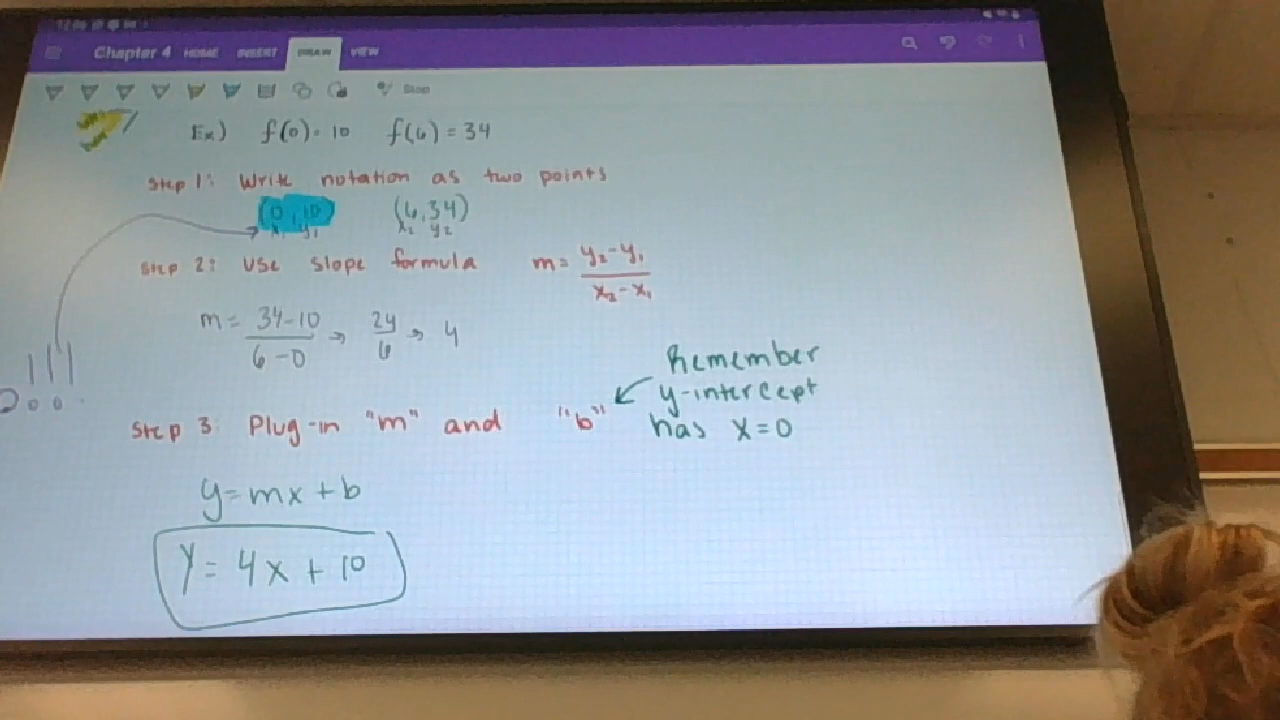 Chapter 4 HOME INSERT DRAW VIEW
Ex) f(0) = 10 f(6) = 34
Step 1: Write notation as two points
(0,10) (6,34)
x₁ y₁ x₂ y₂
Step 2: Use slope formula m = y₂-y₁ / x₂-x₁
m = 34-10 / 6-0 → 24/6 → 4
!!!
Remember
y-intercept
has x=0
Step 3: Plug-in "m" and "b"
y=mx+b
y=4x+10